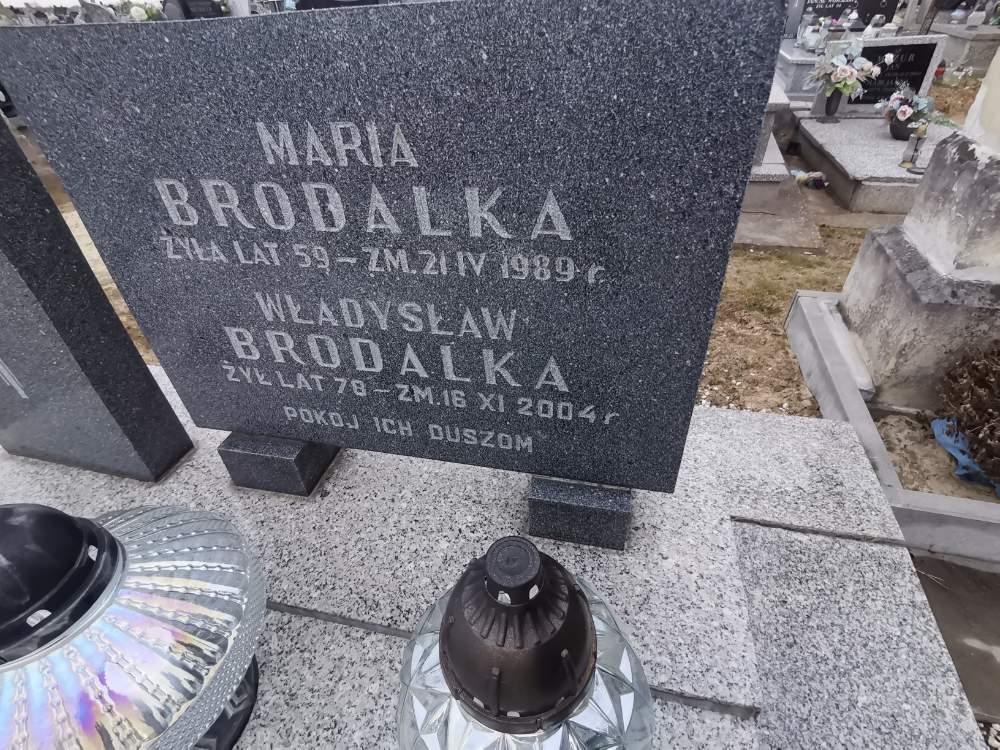 MARIA
BRODALKA
ŻYŁA LAT 59 – ZM. 21 IV 1989 r.
WŁADYSŁAW
BRODALKA
ŻYŁ LAT 78 – ZM. 16 XI 2004 r
POKÓJ ICH DUSZOM